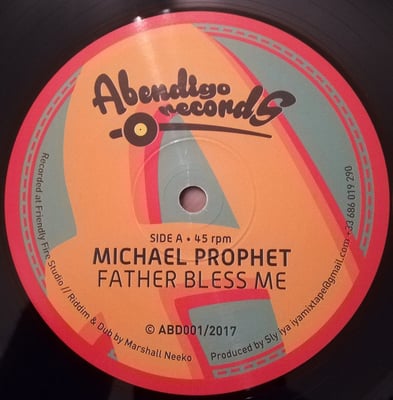 Abendigo
records
SIDE A • 45 rpm
MICHAEL PROPHET
FATHER BLESS ME
© ABD001/2017
Recorded at Friendly Fire Studio // Riddim & Dub by Marshall Neeko
Produced by Sly iya iyamixtape@gmail.com +33 686 019 290